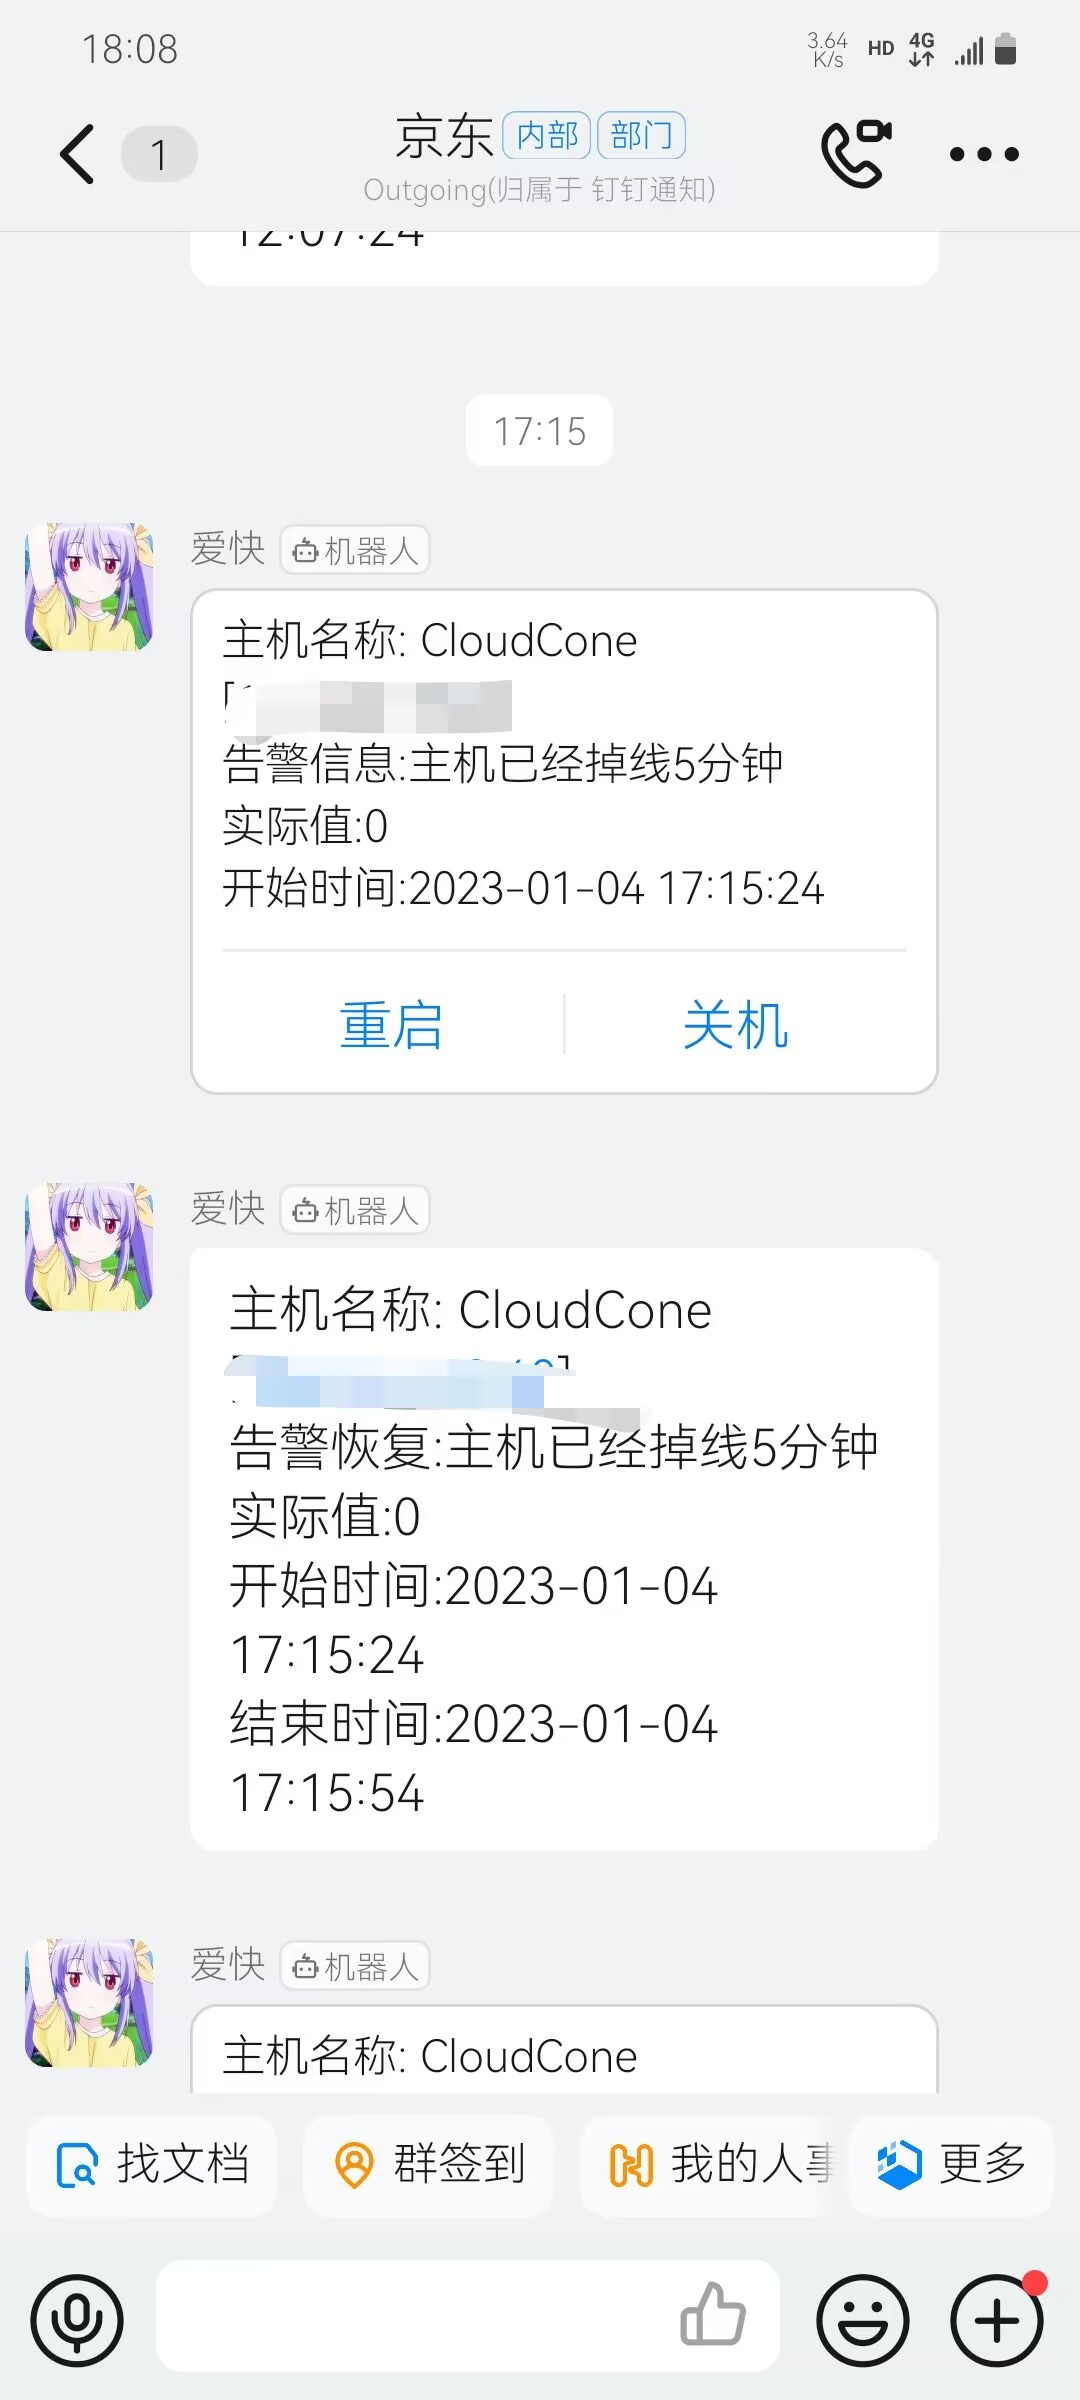 18:08
3.64
K/s
HD
4G
1
京东 内部 部门
Outgoing(归属于 钉钉通知)
12:07:24
17:15
爱快 机器人
主机名称: CloudCone
告警信息:主机已经掉线5分钟
实际值:0
开始时间:2023-01-04 17:15:24
重启 关机
爱快 机器人
主机名称: CloudCone
告警恢复:主机已经掉线5分钟
实际值:0
开始时间:2023-01-04
17:15:24
结束时间:2023-01-04
17:15:54
爱快 机器人
主机名称: CloudCone
找文档 群签到 我的人事 更多